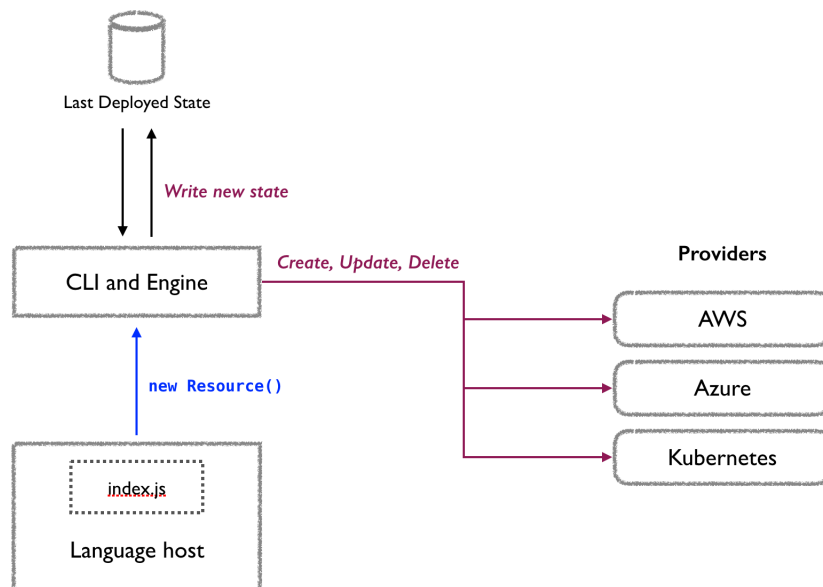 Last Deployed State
Write new state
Create, Update, Delete
Providers
CLI and Engine
AWS
new Resource()
Azure
Kubernetes
index.js
Language host